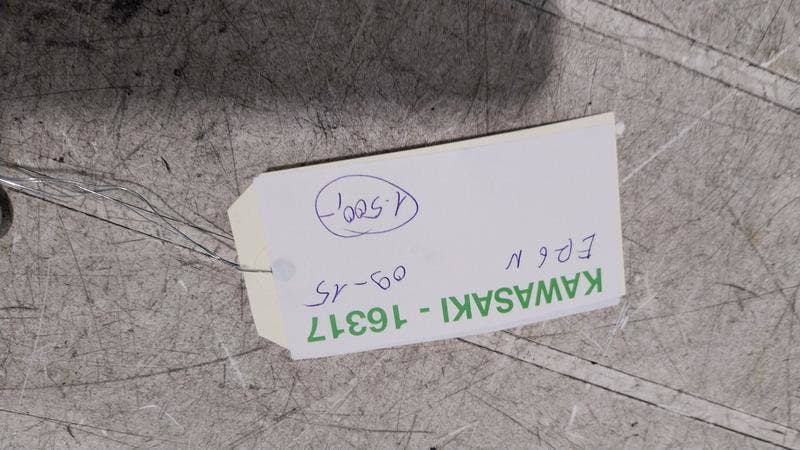 KAWASAKI - 16317
ER6N 09-15
1.500,-